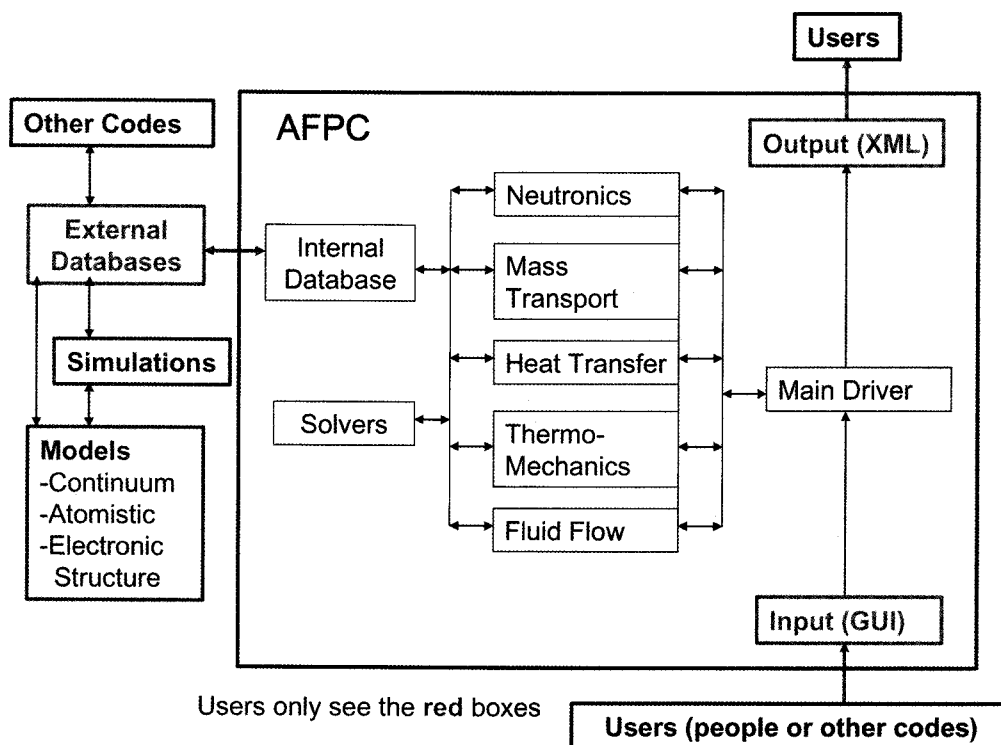 Users
Other Codes
AFPC
Output (XML)
External
Databases
Internal
Database
Neutronics
Mass
Transport
Simulations
Heat Transfer
Main Driver
Solvers
Thermo-
Mechanics
Models
-Continuum
-Atomistic
-Electronic
Structure
Fluid Flow
Input (GUI)
Users only see the red boxes
Users (people or other codes)